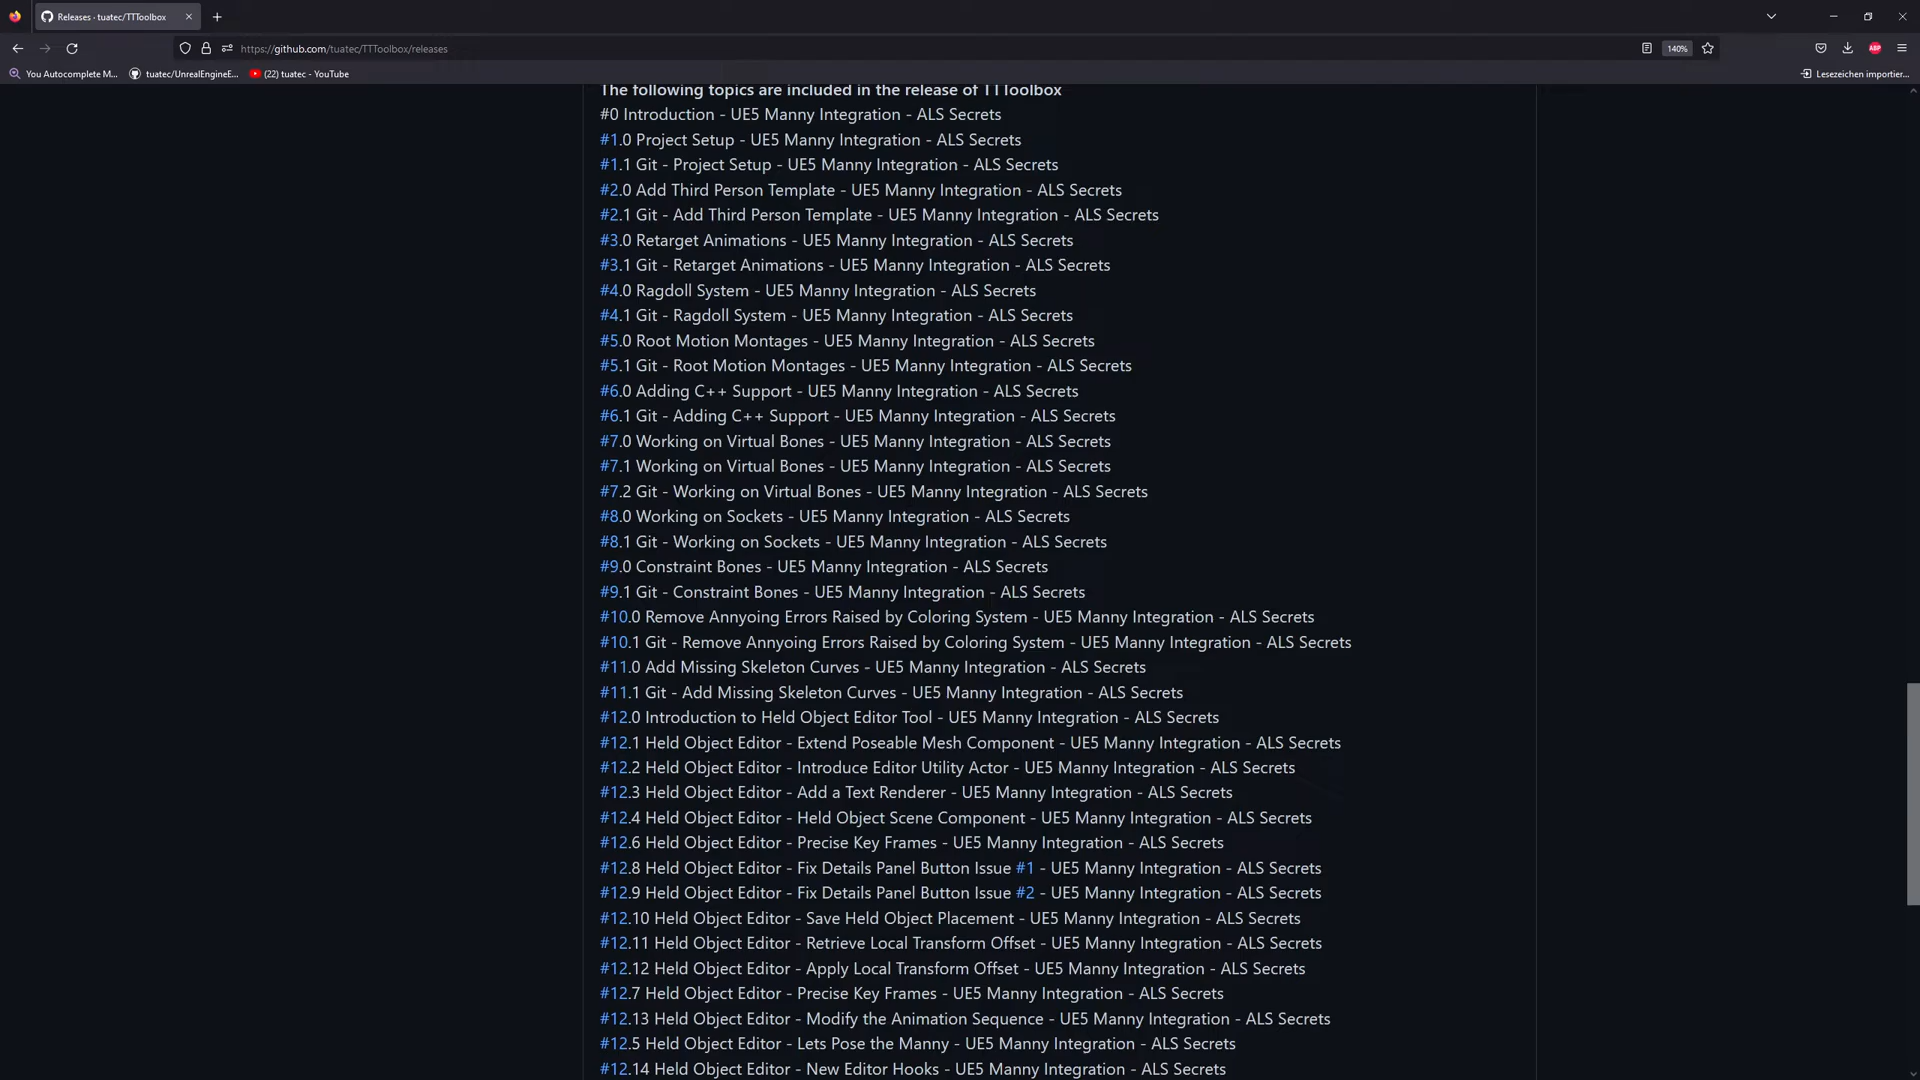 Releases · tuatec/TTToolbox
https://github.com/tuatec/TTToolbox/releases
140%
ABP
You Autocomplete M...
tuatec/UnrealEngineE...
(22) tuatec - YouTube
Lesezeichen importier...
The following topics are included in the release of TTToolbox
#0 Introduction - UE5 Manny Integration - ALS Secrets
#1.0 Project Setup - UE5 Manny Integration - ALS Secrets
#1.1 Git - Project Setup - UE5 Manny Integration - ALS Secrets
#2.0 Add Third Person Template - UE5 Manny Integration - ALS Secrets
#2.1 Git - Add Third Person Template - UE5 Manny Integration - ALS Secrets
#3.0 Retarget Animations - UE5 Manny Integration - ALS Secrets
#3.1 Git - Retarget Animations - UE5 Manny Integration - ALS Secrets
#4.0 Ragdoll System - UE5 Manny Integration - ALS Secrets
#4.1 Git - Ragdoll System - UE5 Manny Integration - ALS Secrets
#5.0 Root Motion Montages - UE5 Manny Integration - ALS Secrets
#5.1 Git - Root Motion Montages - UE5 Manny Integration - ALS Secrets
#6.0 Adding C++ Support - UE5 Manny Integration - ALS Secrets
#6.1 Git - Adding C++ Support - UE5 Manny Integration - ALS Secrets
#7.0 Working on Virtual Bones - UE5 Manny Integration - ALS Secrets
#7.1 Working on Virtual Bones - UE5 Manny Integration - ALS Secrets
#7.2 Git - Working on Virtual Bones - UE5 Manny Integration - ALS Secrets
#8.0 Working on Sockets - UE5 Manny Integration - ALS Secrets
#8.1 Git - Working on Sockets - UE5 Manny Integration - ALS Secrets
#9.0 Constraint Bones - UE5 Manny Integration - ALS Secrets
#9.1 Git - Constraint Bones - UE5 Manny Integration - ALS Secrets
#10.0 Remove Annyoing Errors Raised by Coloring System - UE5 Manny Integration - ALS Secrets
#10.1 Git - Remove Annyoing Errors Raised by Coloring System - UE5 Manny Integration - ALS Secrets
#11.0 Add Missing Skeleton Curves - UE5 Manny Integration - ALS Secrets
#11.1 Git - Add Missing Skeleton Curves - UE5 Manny Integration - ALS Secrets
#12.0 Introduction to Held Object Editor Tool - UE5 Manny Integration - ALS Secrets
#12.1 Held Object Editor - Extend Poseable Mesh Component - UE5 Manny Integration - ALS Secrets
#12.2 Held Object Editor - Introduce Editor Utility Actor - UE5 Manny Integration - ALS Secrets
#12.3 Held Object Editor - Add a Text Renderer - UE5 Manny Integration - ALS Secrets
#12.4 Held Object Editor - Held Object Scene Component - UE5 Manny Integration - ALS Secrets
#12.6 Held Object Editor - Precise Key Frames - UE5 Manny Integration - ALS Secrets
#12.8 Held Object Editor - Fix Details Panel Button Issue #1 - UE5 Manny Integration - ALS Secrets
#12.9 Held Object Editor - Fix Details Panel Button Issue #2 - UE5 Manny Integration - ALS Secrets
#12.10 Held Object Editor - Save Held Object Placement - UE5 Manny Integration - ALS Secrets
#12.11 Held Object Editor - Retrieve Local Transform Offset - UE5 Manny Integration - ALS Secrets
#12.12 Held Object Editor - Apply Local Transform Offset - UE5 Manny Integration - ALS Secrets
#12.7 Held Object Editor - Precise Key Frames - UE5 Manny Integration - ALS Secrets
#12.13 Held Object Editor - Modify the Animation Sequence - UE5 Manny Integration - ALS Secrets
#12.5 Held Object Editor - Lets Pose the Manny - UE5 Manny Integration - ALS Secrets
#12.14 Held Object Editor - New Editor Hooks - UE5 Manny Integration - ALS Secrets